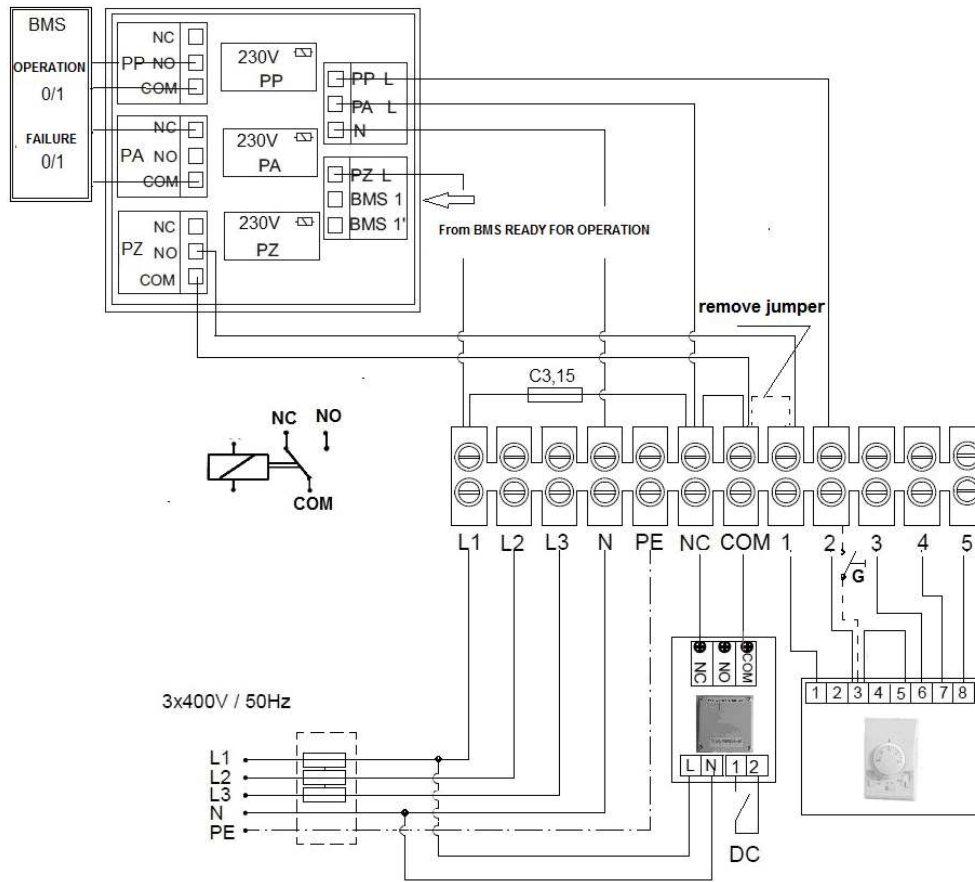 BMS
OPERATION
0/1
FAILURE
0/1
NC
PP NO
COM
NC
PA NO
COM
NC
PZ NO
COM
230V
PP
230V
PA
230V
PZ
PP L
PA L
N
PZ L
BMS 1
BMS 1'
From BMS READY FOR OPERATION
remove jumper
C3,15
NC NO
COM
L1 L2 L3 N PE NC COM 1 2 3 4 5
G
NC NO COM
L N 1 2
DC
1 2 3 4 5 6 7 8
3x400V / 50Hz
L1
L2
L3
N
PE